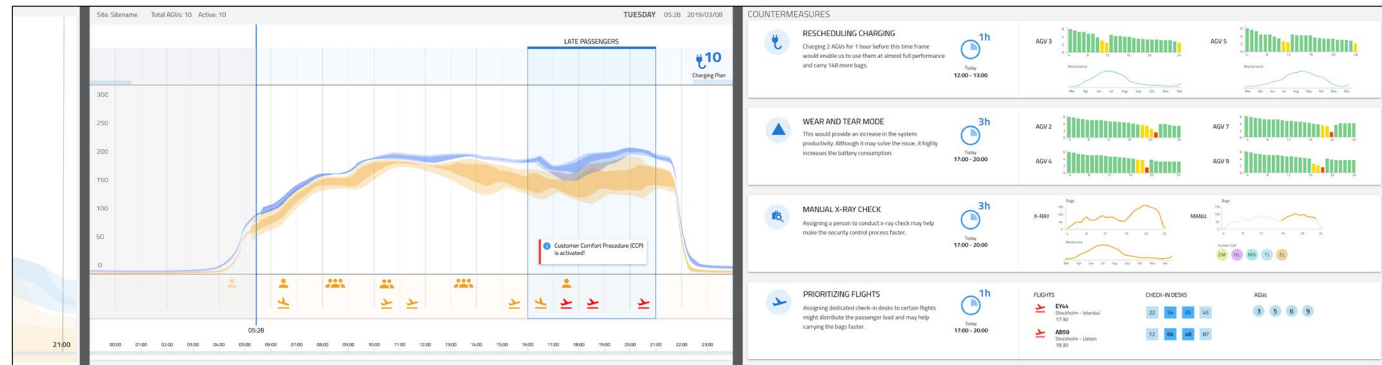 Site: Sitename Total AGVs: 10 Active: 10 TUESDAY 05:28 2019/03/08
LATE PASSENGERS
10
Charging Plan
300
250
200
150
100
50
0
Customer Comfort Procedure (CCP)
is activated!
05:28
21:00
00:00 01:00 02:00 03:00 04:00 05:00 06:00 07:00 08:00 09:00 10:00 11:00 12:00 13:00 14:00 15:00 16:00 17:00 18:00 19:00 20:00 21:00 22:00 23:00
COUNTERMEASURES
RESCHEDULING CHARGING
Charging 2 AGVs for 1 hour before this time frame
would enable us to use them at almost full performance
and carry 148 more bags.
1h
Today
12:00 - 13:00
AGV 3
Maintenance
AGV 5
Maintenance
WEAR AND TEAR MODE
This would provide an increase in the system
productivity. Although it may solve the issue, it highly
increases the battery consumption.
3h
Today
17:00 - 20:00
AGV 2
AGV 7
AGV 4
AGV 9
MANUAL X-RAY CHECK
Assigning a person to conduct x-ray check may help
make the security control process faster.
3h
Today
17:00 - 20:00
X-RAY
Bags
Maintenance
MANU.
Bags
EM HL MN TJ EL
PRIORITIZING FLIGHTS
Assigning dedicated check-in desks to certain flights
might distribute the passenger load and may help
carrying the bags faster.
1h
Today
17:00 - 20:00
FLIGHTS
EY44
Stockholm - Istanbul
17:30
AB59
Stockholm - Lisbon
18:30
CHECK-IN DESKS
22 34 35 45
12 66 48 87
AGVs
3 5 6 9